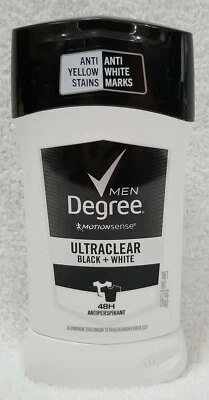 ANTI YELLOW STAINS
ANTI WHITE MARKS
MEN
Degree
MOTIONSENSE
ULTRACLEAR
BLACK + WHITE
48H
ANTIPERSPIRANT